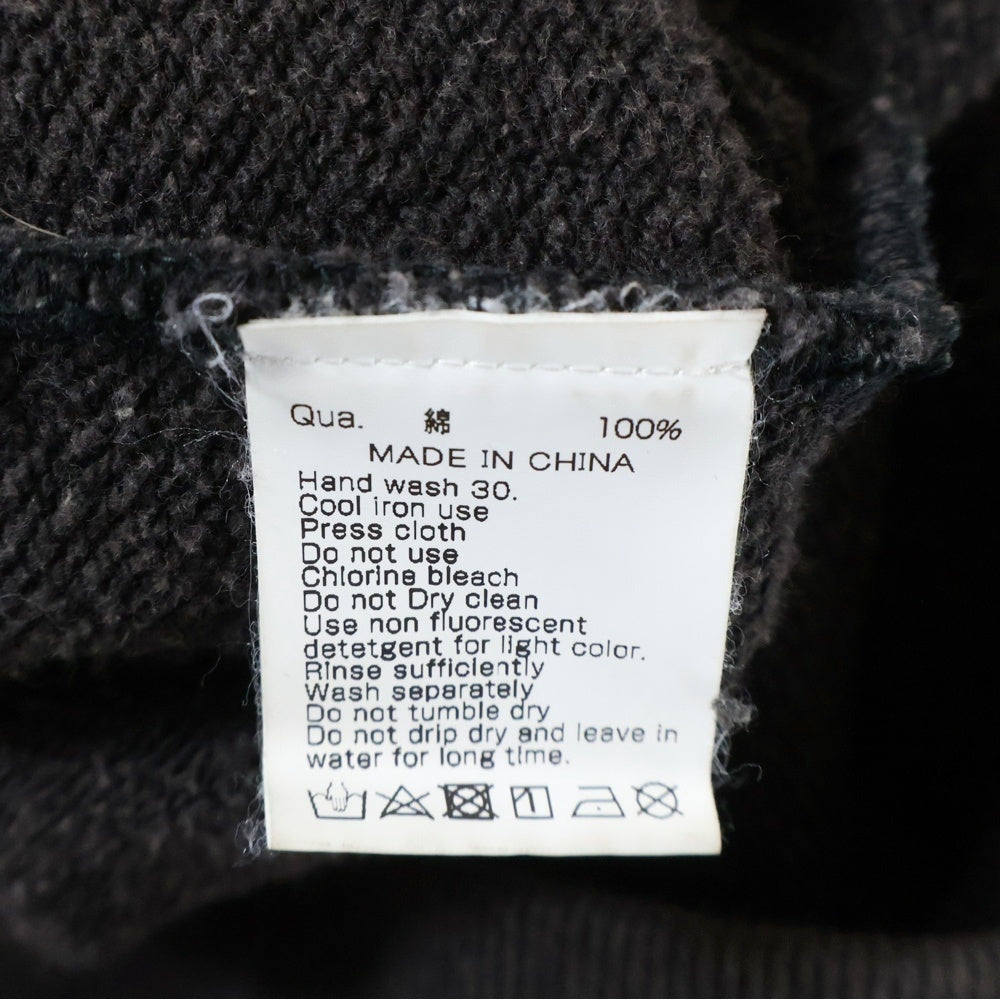 Qua. 綿 100%
MADE IN CHINA
Hand wash 30.
Cool iron use
Press cloth
Do not use
Chlorine bleach
Do not Dry clean
Use non fluorescent
detetgent for light color.
Rinse sufficiently
Wash separately
Do not tumble dry
Do not drip dry and leave in
water for long time.